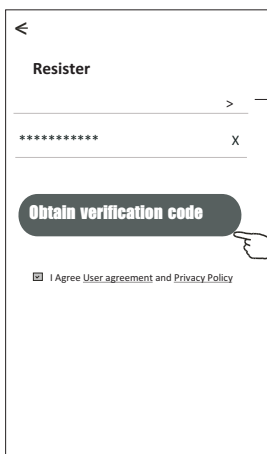 Resister
>
*********** X
Obtain verification code
I Agree User agreement and Privacy Policy